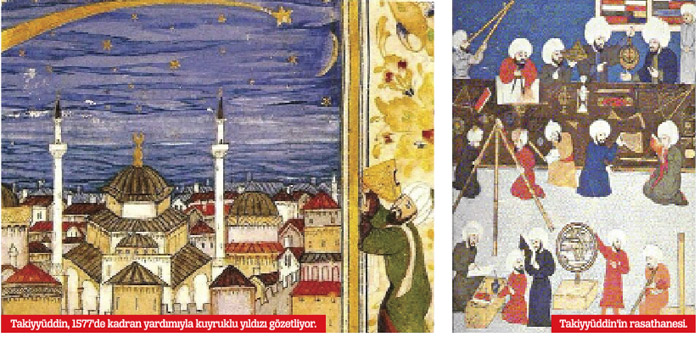 Takiyyüddin, 1577'de kadran yardımıyla kuyruklu yıldızı gözetliyor.
Takiyyüddin'in rasathanesi.